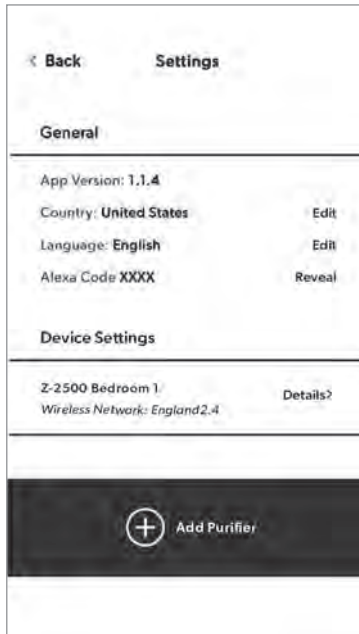 < Back Settings
General
App Version: 1.1.4
Country: United States Edit
Language: English Edit
Alexa Code XXXX Reveal
Device Settings
Z-2500 Bedroom 1 Details>
Wireless Network: England2.4
+ Add Purifier